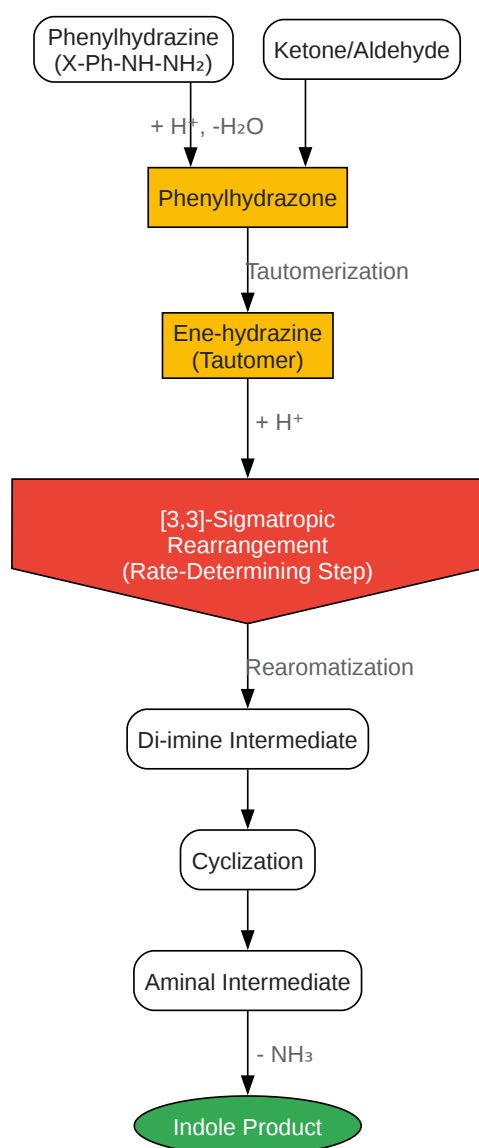 Phenylhydrazine
(X-Ph-NH-NH₂)
Ketone/Aldehyde
+ H⁺, -H₂O
Phenylhydrazone
Tautomerization
Ene-hydrazine
(Tautomer)
+ H⁺
[3,3]-Sigmatropic
Rearrangement
(Rate-Determining Step)
Rearomatization
Di-imine Intermediate
Cyclization
Aminal Intermediate
- NH₃
Indole Product